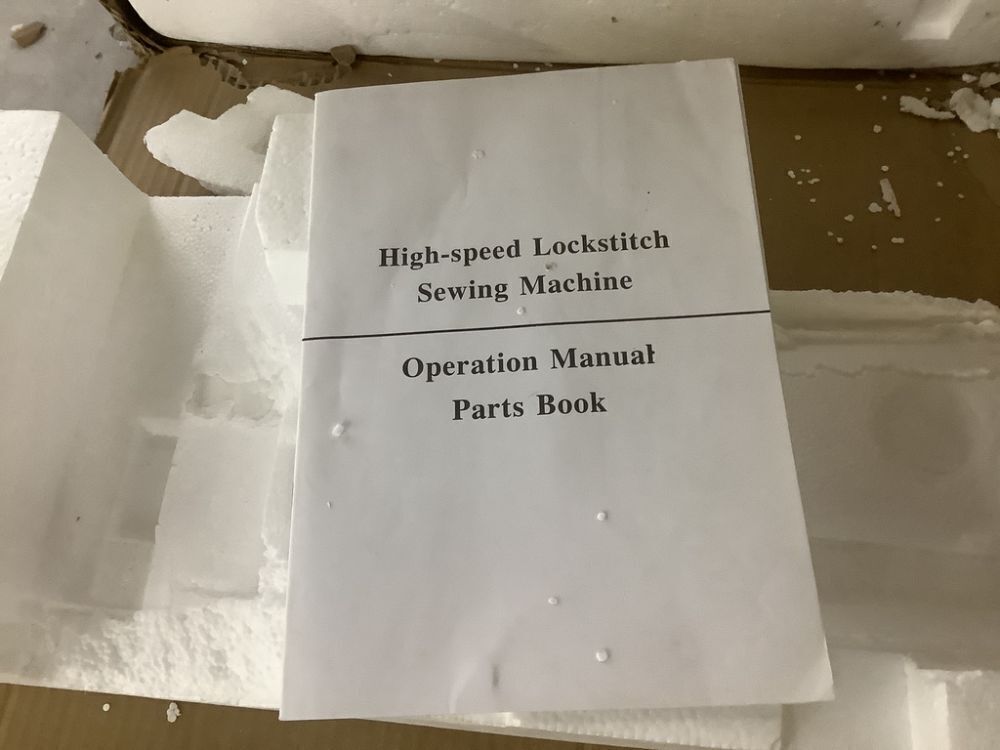 High-speed Lockstitch
Sewing Machine
Operation Manual
Parts Book